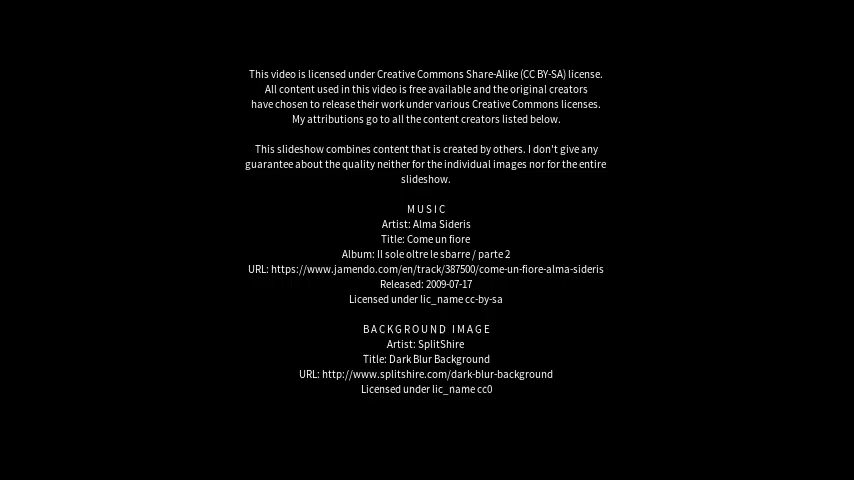 This video is licensed under Creative Commons Share-Alike (CC BY-SA) license.
All content used in this video is free available and the original creators
have chosen to release their work under various Creative Commons licenses.
My attributions go to all the content creators listed below.
This slideshow combines content that is created by others. I don't give any
guarantee about the quality neither for the individual images nor for the entire
slideshow.
MUSIC
Artist: Alma Sideris
Title: Come un fiore
Album: Il sole oltre le sbarre / parte 2
URL: https://www.jamendo.com/en/track/387500/come-un-fiore-alma-sideris
Released: 2009-07-17
Licensed under lic_name cc-by-sa
BACKGROUND IMAGE
Artist: SplitShire
Title: Dark Blur Background
URL: http://www.splitshire.com/dark-blur-background
Licensed under lic_name cc0